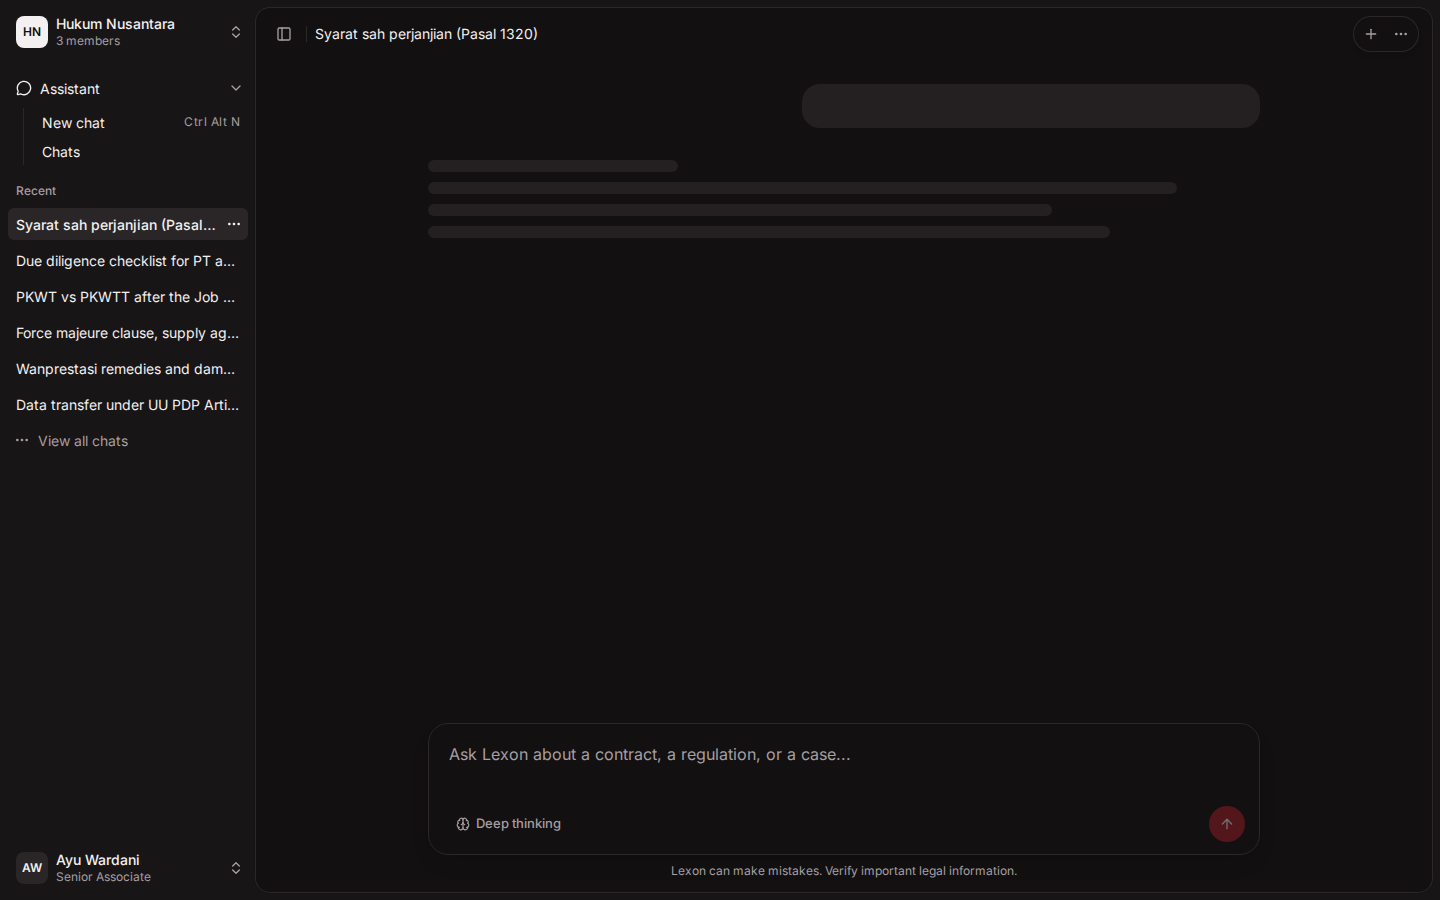 HN
Hukum Nusantara
3 members
Assistant
New chat Ctrl Alt N
Chats
Recent
Syarat sah perjanjian (Pasal...
Due diligence checklist for PT a...
PKWT vs PKWTT after the Job ...
Force majeure clause, supply ag...
Wanprestasi remedies and dam...
Data transfer under UU PDP Arti...
View all chats
AW
Ayu Wardani
Senior Associate
Syarat sah perjanjian (Pasal 1320)
Ask Lexon about a contract, a regulation, or a case...
Deep thinking
Lexon can make mistakes. Verify important legal information.